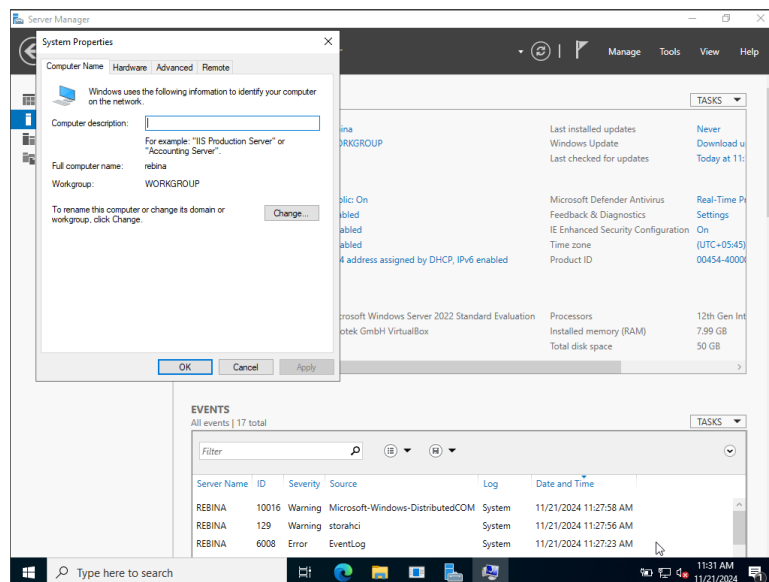 Server Manager
Manage Tools View Help
System Properties
Computer Name Hardware Advanced Remote
Windows uses the following information to identify your computer
on the network.
Computer description:
For example: "IIS Production Server" or
"Accounting Server".
Full computer name: rebina
Workgroup: WORKGROUP
To rename this computer or change its domain or
workgroup, click Change.
Change...
OK Cancel Apply
TASKS
Last installed updates Never
Windows Update Download u
Last checked for updates Today at 11:
blic: On
Microsoft Defender Antivirus Real-Time Pr
Feedback & Diagnostics Settings
IE Enhanced Security Configuration On
Time zone (UTC+05:45)
4 address assigned by DHCP, IPv6 enabled Product ID 00454-4000
crosoft Windows Server 2022 Standard Evaluation Processors 12th Gen Int
otek GmbH VirtualBox Installed memory (RAM) 7.99 GB
Total disk space 50 GB
EVENTS
All events | 17 total
TASKS
Filter
Server Name ID Severity Source Log Date and Time
REBINA 10016 Warning Microsoft-Windows-DistributedCOM System 11/21/2024 11:27:58 AM
REBINA 129 Warning storahci System 11/21/2024 11:27:56 AM
REBINA 6008 Error EventLog System 11/21/2024 11:27:23 AM
Type here to search
11:31 AM
11/21/2024